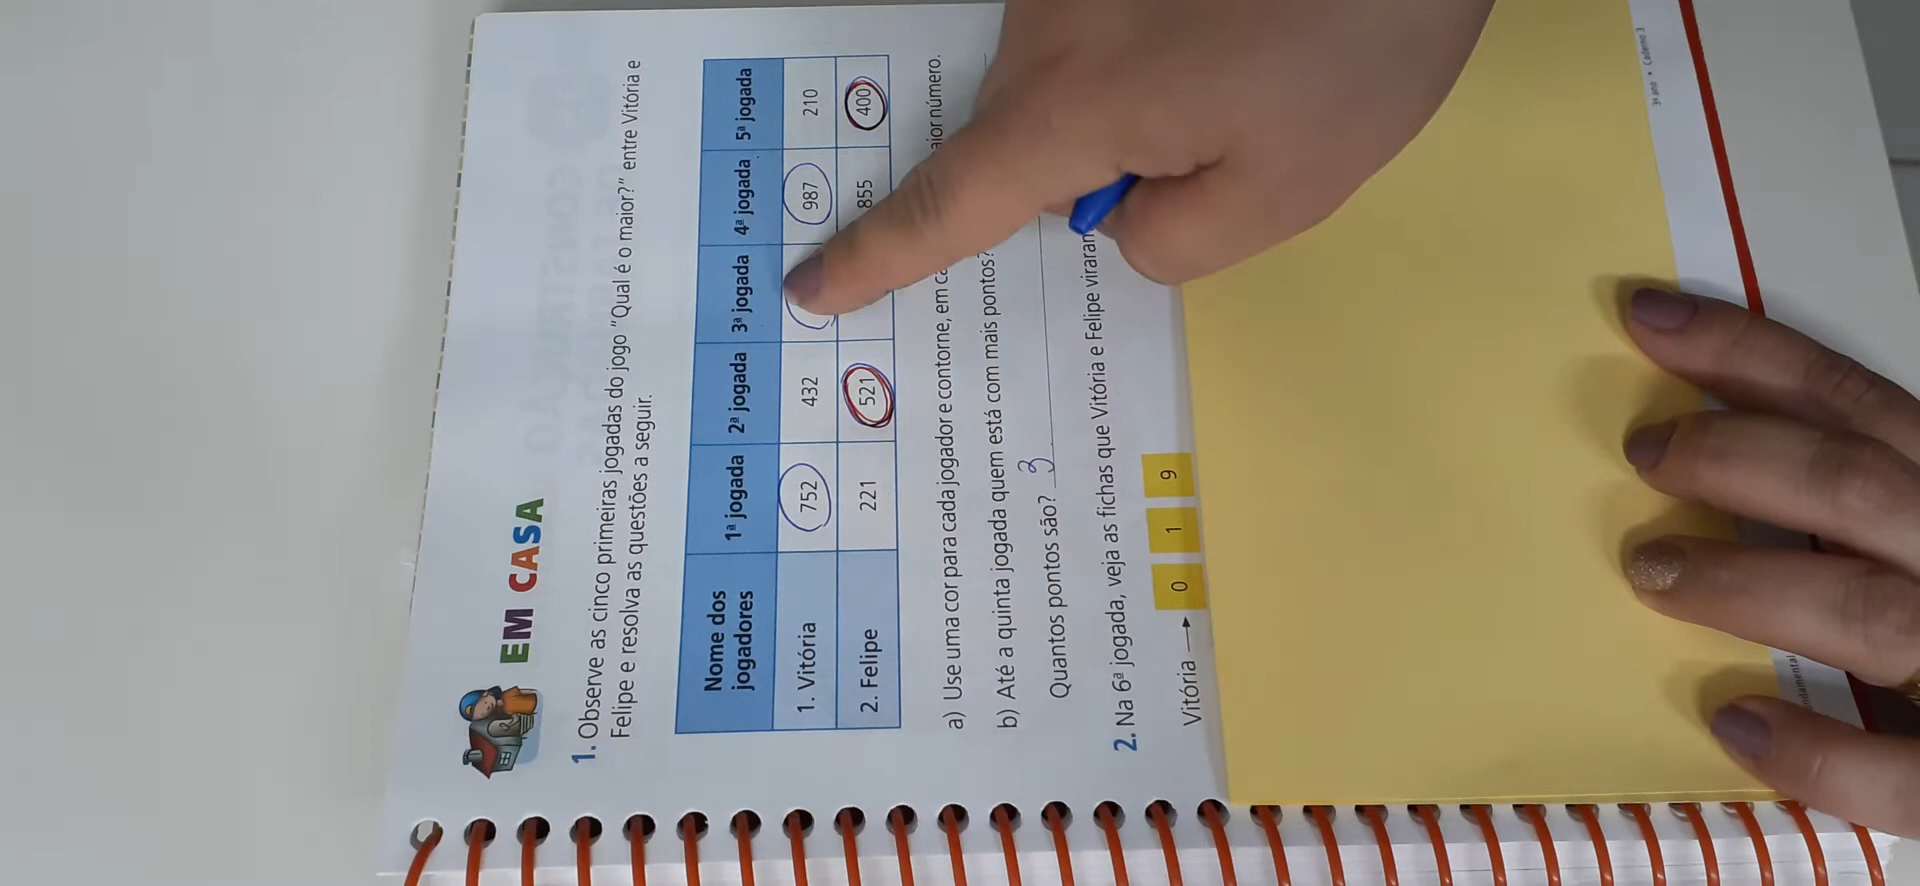 EM CASA
1. Observe as cinco primeiras jogadas do jogo “Qual é o maior?” entre Vitória e
Felipe e resolva as questões a seguir.
Nome dos jogadores 1ª jogada 2ª jogada 3ª jogada 4ª jogada 5ª jogada
1. Vitória 752 432 987 210
2. Felipe 221 521 855 400
a) Use uma cor para cada jogador e contorne, em número.
b) Até a quinta jogada quem está com mais pontos?
Quantos pontos são? 3
2. Na 6ª jogada, veja as fichas que Vitória e Felipe
Vitória 0 1 9
3º ano • Caderno 3